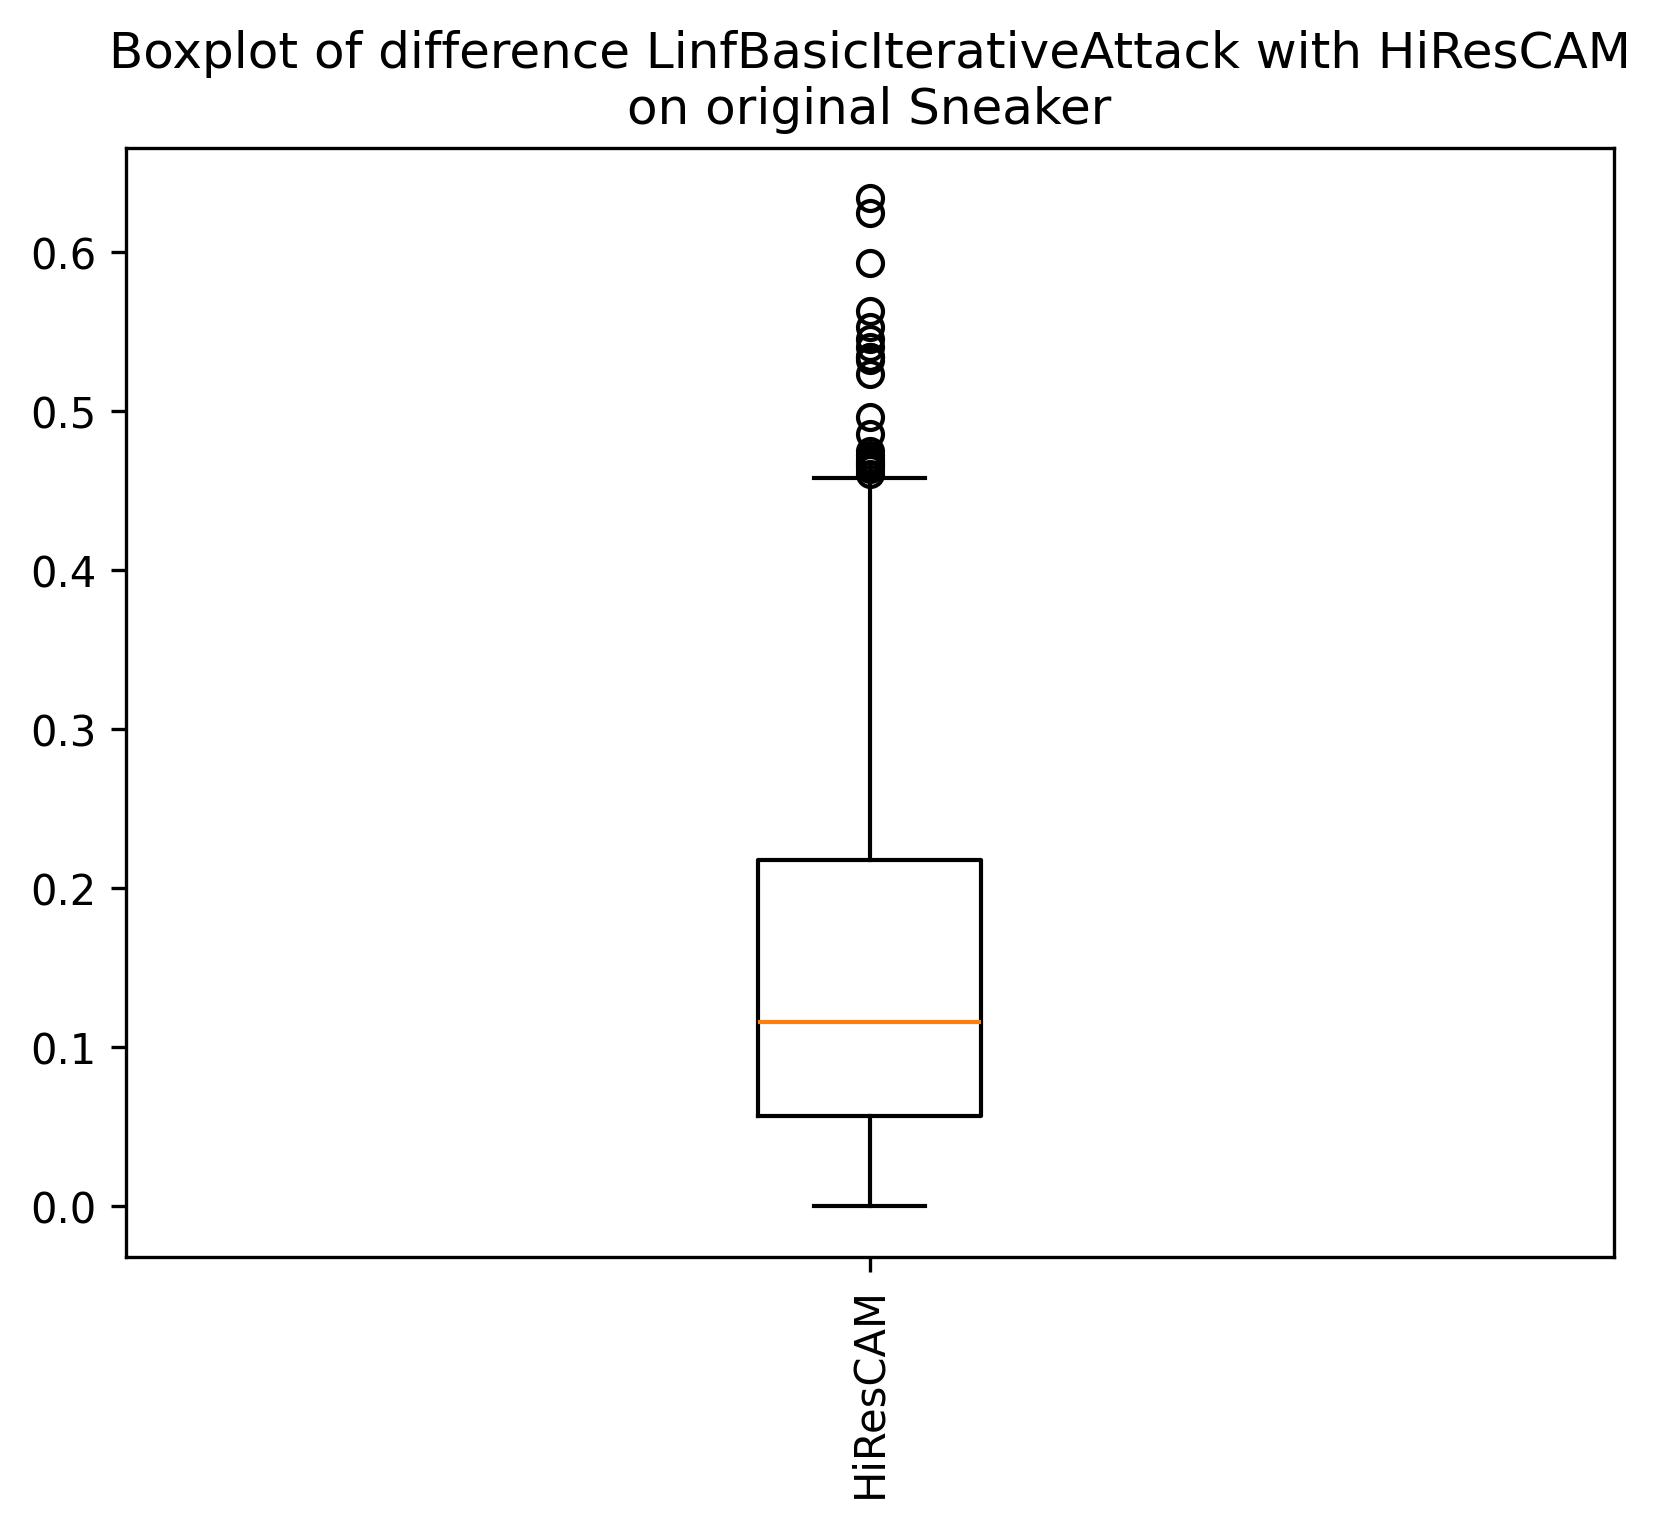 Boxplot of difference LinfBasicIterativeAttack with HiResCAM
on original Sneaker
0.6
0.5
0.4
0.3
0.2
0.1
0.0
HiResCAM